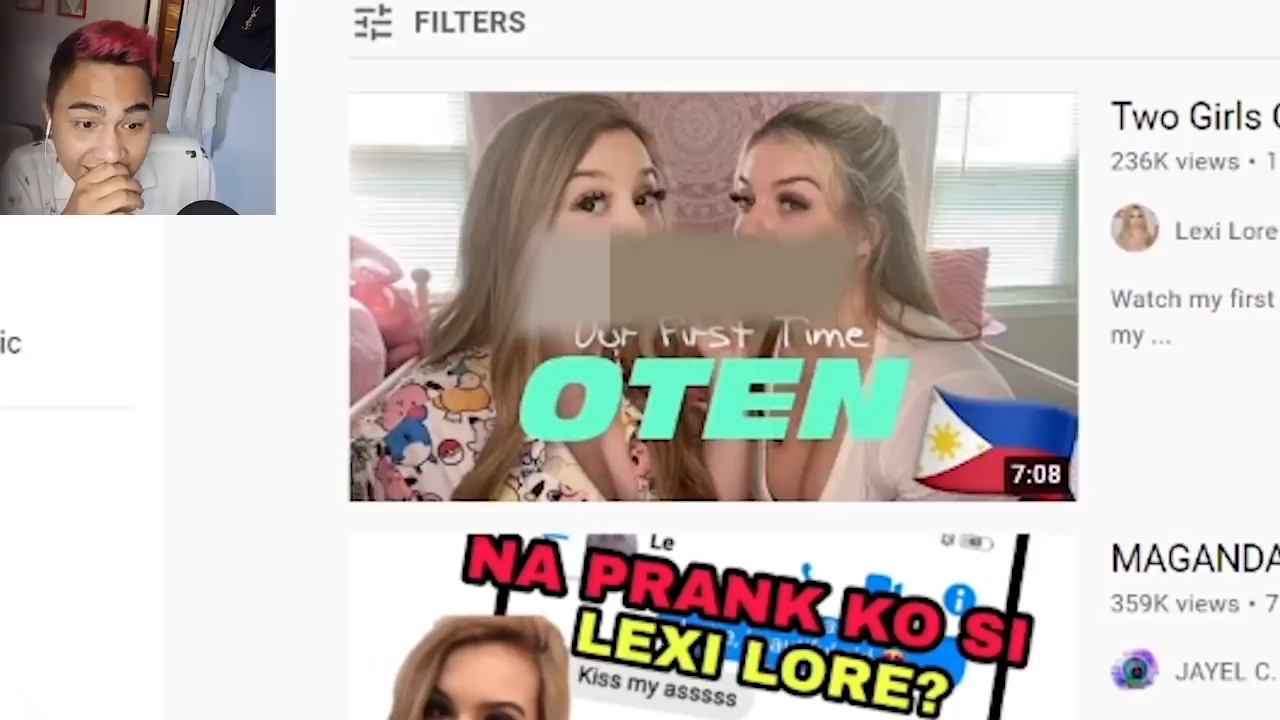 FILTERS
Two Girls
236K views • 1
Lexi Lore
Watch my first
my ...
Our First Time
OTEN
7:08
ic
Le
NA PRANK KO SI
LEXI LORE?
Kiss my asssss
MAGANDA
359K views • 7
JAYEL C.